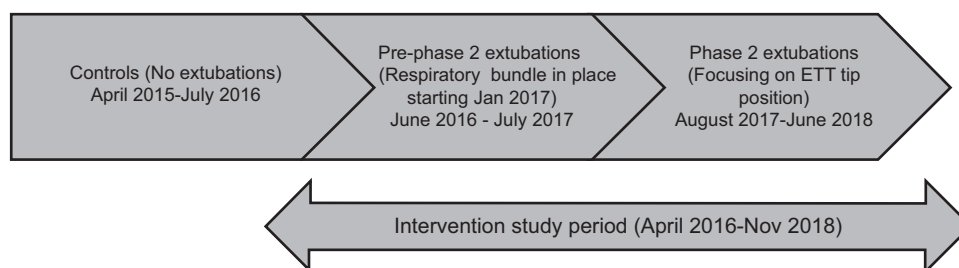 Controls (No extubations)
April 2015-July 2016
Pre-phase 2 extubations
(Respiratory bundle in place
starting Jan 2017)
June 2016 - July 2017
Phase 2 extubations
(Focusing on ETT tip
position)
August 2017-June 2018
Intervention study period (April 2016-Nov 2018)